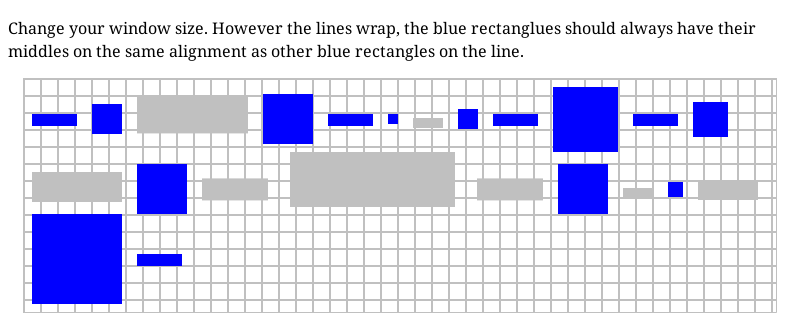 Change your window size. However the lines wrap, the blue rectanglues should always have their
middles on the same alignment as other blue rectangles on the line.